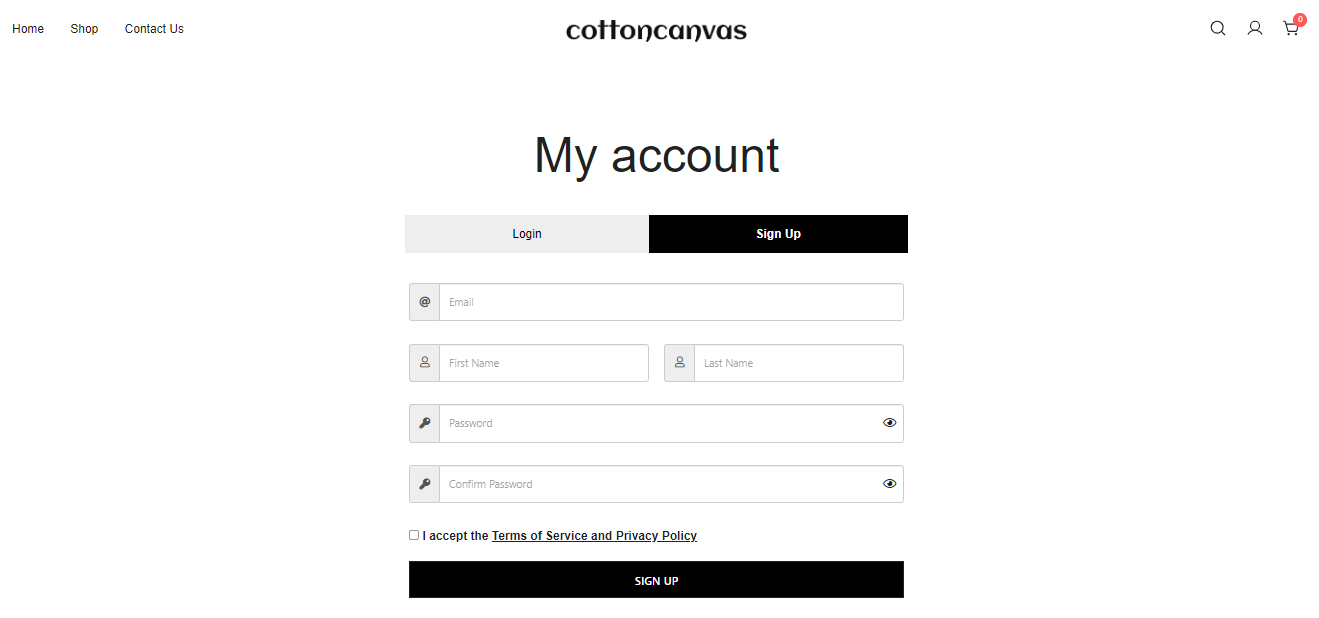 Home Shop Contact Us cottoncanvas 0
My account
Login Sign Up
@ Email
First Name Last Name
Password
Confirm Password
I accept the Terms of Service and Privacy Policy
SIGN UP